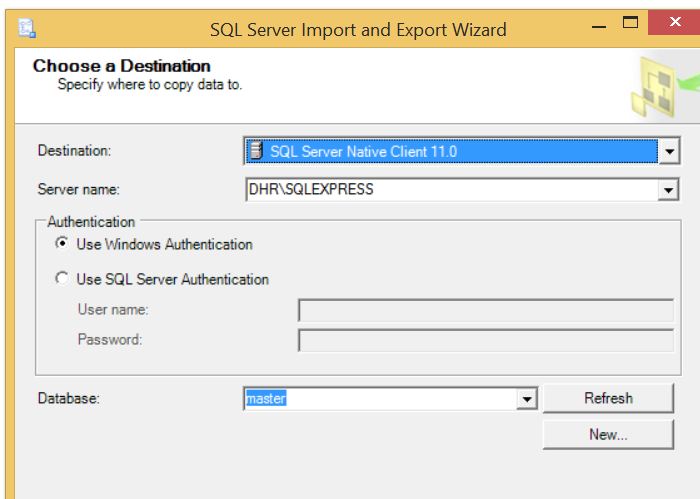 SQL Server Import and Export Wizard
Choose a Destination
Specify where to copy data to.
Destination: SQL Server Native Client 11.0
Server name: DHR\SQLEXPRESS
Authentication
Use Windows Authentication
Use SQL Server Authentication
User name:
Password:
Database: master Refresh
New...